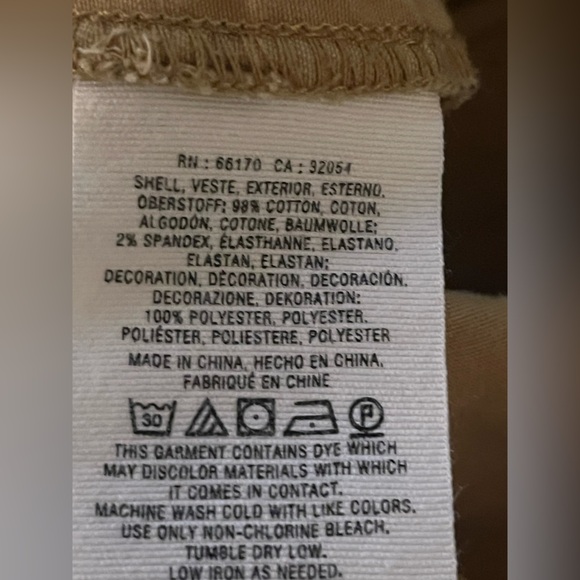 RN : 66170 CA : 32054
SHELL, VESTE, EXTERIOR, ESTERNO,
OBERSTOFF: 98% COTTON, COTON,
ALGODÓN, COTONE, BAUMWOLLE;
2% SPANDEX, ÉLASTHANNE, ELASTANO,
ELASTAN, ELASTAN;
DECORATION, DÉCORATION, DECORACIÓN,
DECORAZIONE, DEKORATION:
100% POLYESTER, POLYESTER,
POLIÉSTER, POLIESTERE, POLYESTER
MADE IN CHINA, HECHO EN CHINA,
FABRIQUÉ EN CHINE
30 P
THIS GARMENT CONTAINS DYE WHICH
MAY DISCOLOR MATERIALS WITH WHICH
IT COMES IN CONTACT.
MACHINE WASH COLD WITH LIKE COLORS.
USE ONLY NON-CHLORINE BLEACH.
TUMBLE DRY LOW.
LOW IRON AS NEEDED.